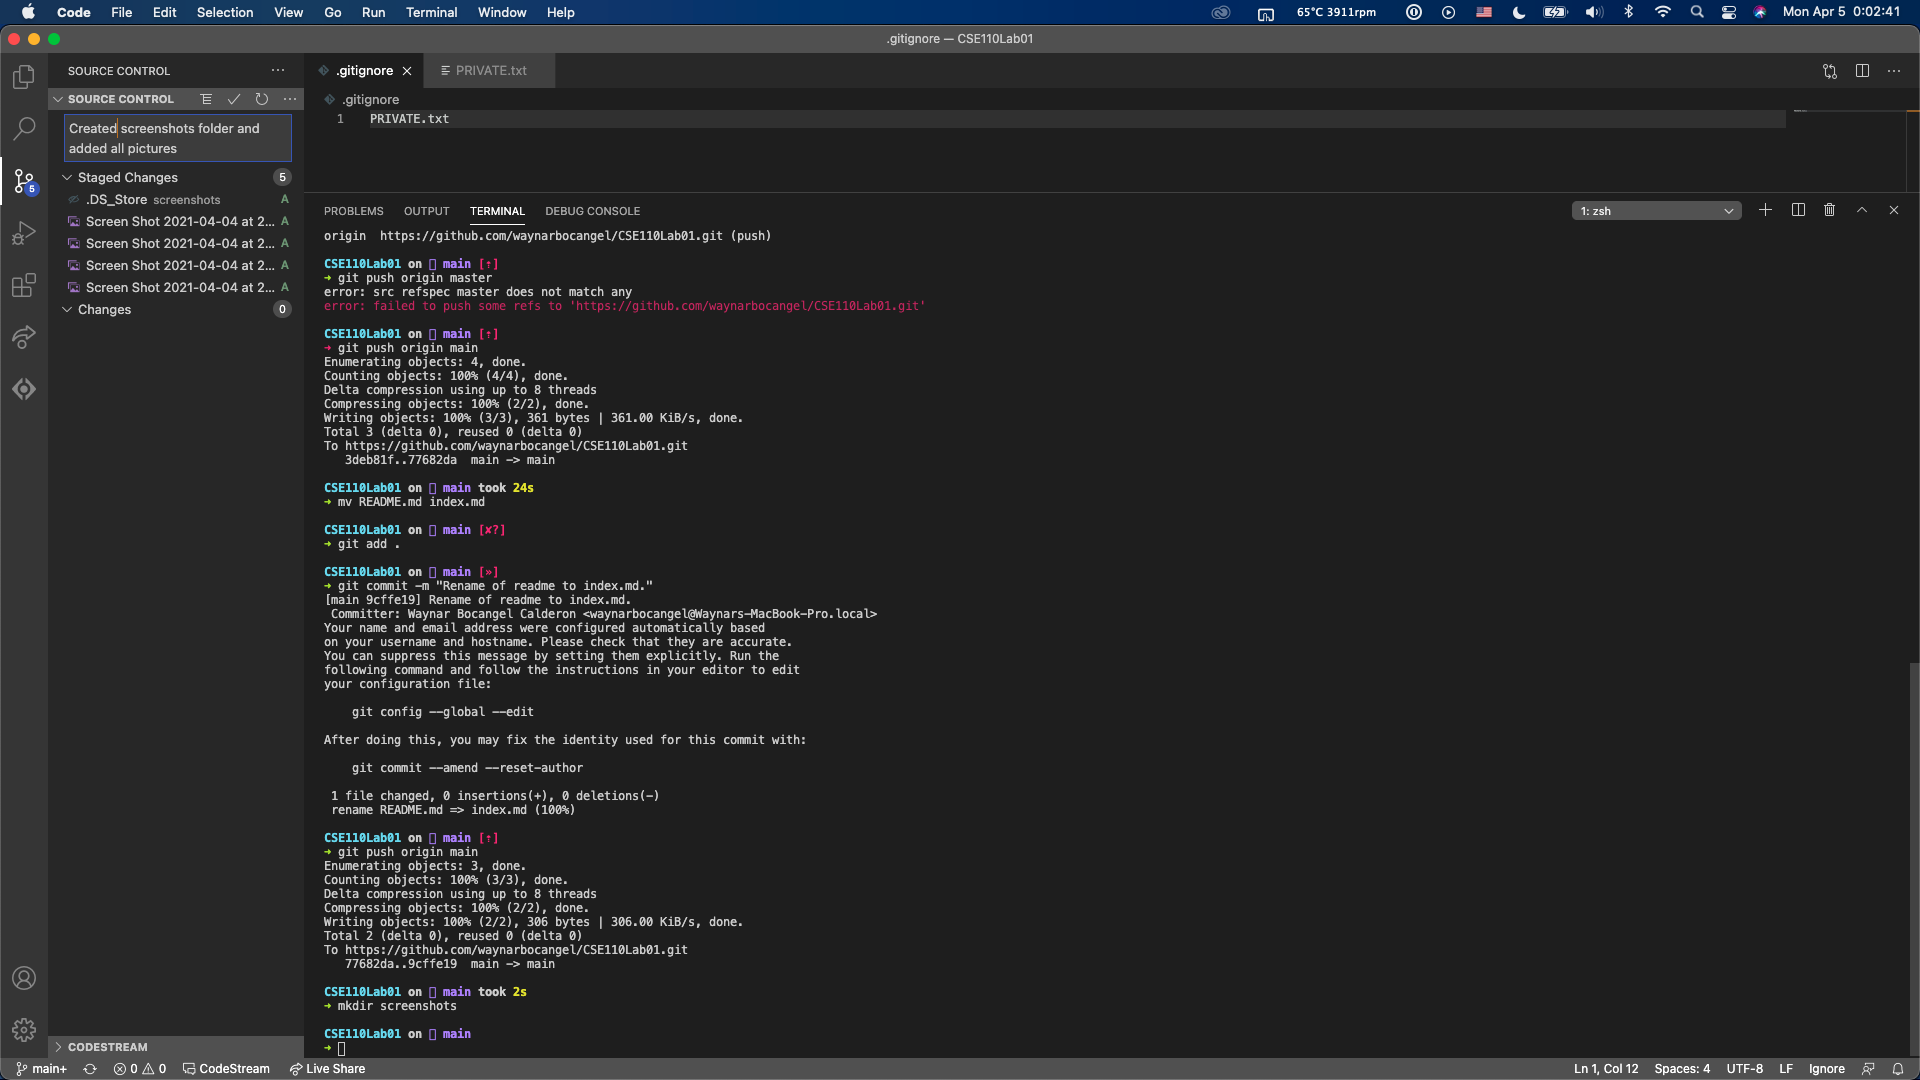 Code File Edit Selection View Go Run Terminal Window Help 65°C 3911rpm Mon Apr 5 0:02:41
.gitignore — CSE110Lab01
SOURCE CONTROL
SOURCE CONTROL
Created screenshots folder and
added all pictures
Staged Changes 5
.DS_Store screenshots A
Screen Shot 2021-04-04 at 2... A
Screen Shot 2021-04-04 at 2... A
Screen Shot 2021-04-04 at 2... A
Screen Shot 2021-04-04 at 2... A
Changes 0
5
CODESTREAM
.gitignore PRIVATE.txt
.gitignore
1 PRIVATE.txt
PROBLEMS OUTPUT TERMINAL DEBUG CONSOLE 1: zsh
origin  https://github.com/waynarbocangel/CSE110Lab01.git (push)
CSE110Lab01 on main [↑]
➜ git push origin master
error: src refspec master does not match any
error: failed to push some refs to 'https://github.com/waynarbocangel/CSE110Lab01.git'
CSE110Lab01 on main [↑]
➜ git push origin main
Enumerating objects: 4, done.
Counting objects: 100% (4/4), done.
Delta compression using up to 8 threads
Compressing objects: 100% (2/2), done.
Writing objects: 100% (3/3), 361 bytes | 361.00 KiB/s, done.
Total 3 (delta 0), reused 0 (delta 0)
To https://github.com/waynarbocangel/CSE110Lab01.git
3deb81f..77682da  main -> main
CSE110Lab01 on main took 24s
➜ mv README.md index.md
CSE110Lab01 on main [✘?]
➜ git add .
CSE110Lab01 on main [»]
➜ git commit -m "Rename of readme to index.md."
[main 9cffe19] Rename of readme to index.md.
Committer: Waynar Bocangel Calderon <waynarbocangel@Waynars-MacBook-Pro.local>
Your name and email address were configured automatically based
on your username and hostname. Please check that they are accurate.
You can suppress this message by setting them explicitly. Run the
following command and follow the instructions in your editor to edit
your configuration file:
git config --global --edit
After doing this, you may fix the identity used for this commit with:
git commit --amend --reset-author
1 file changed, 0 insertions(+), 0 deletions(-)
rename README.md => index.md (100%)
CSE110Lab01 on main [↑]
➜ git push origin main
Enumerating objects: 3, done.
Counting objects: 100% (3/3), done.
Delta compression using up to 8 threads
Compressing objects: 100% (2/2), done.
Writing objects: 100% (2/2), 306 bytes | 306.00 KiB/s, done.
Total 2 (delta 0), reused 0 (delta 0)
To https://github.com/waynarbocangel/CSE110Lab01.git
77682da..9cffe19  main -> main
CSE110Lab01 on main took 2s
➜ mkdir screenshots
CSE110Lab01 on main
➜
main+ 0 0 CodeStream Live Share Ln 1, Col 12 Spaces: 4 UTF-8 LF Ignore